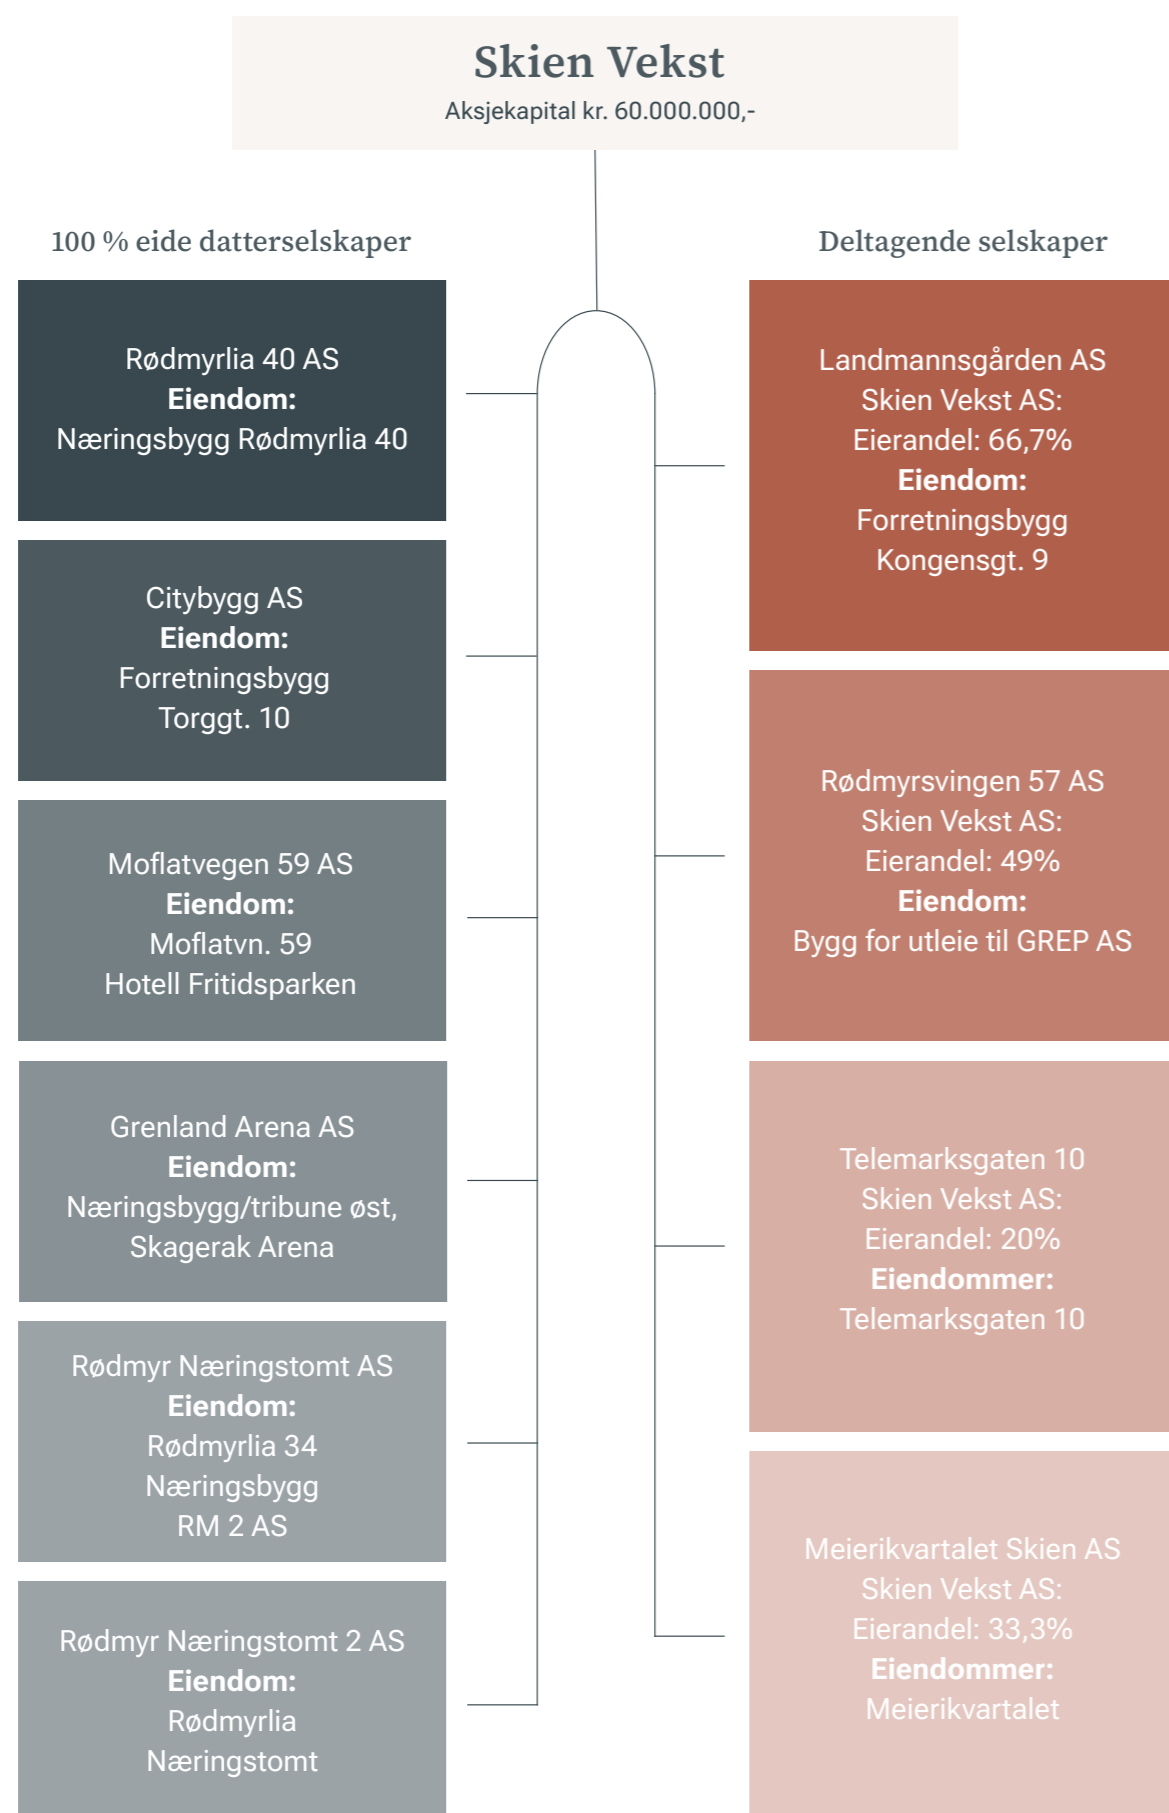 Skien Vekst
Aksjekapital kr. 60.000.000,-
100 % eide datterselskaper
Rødmyrlia 40 AS
Eiendom:
Næringsbygg Rødmyrlia 40
Citybygg AS
Eiendom:
Forretningsbygg
Torggt. 10
Moflatvegen 59 AS
Eiendom:
Moflatvn. 59
Hotell Fritidsparken
Grenland Arena AS
Eiendom:
Næringsbygg/tribune øst,
Skagerak Arena
Rødmyr Næringstomt AS
Eiendom:
Rødmyrlia 34
Næringsbygg
RM 2 AS
Rødmyr Næringstomt 2 AS
Eiendom:
Rødmyrlia
Næringstomt
Deltagende selskaper
Landmannsgården AS
Skien Vekst AS:
Eierandel: 66,7%
Eiendom:
Forretningsbygg
Kongensgt. 9
Rødmyrsvingen 57 AS
Skien Vekst AS:
Eierandel: 49%
Eiendom:
Bygg for utleie til GREP AS
Telemarksgaten 10
Skien Vekst AS:
Eierandel: 20%
Eiendommer:
Telemarksgaten 10
Meierikvartalet Skien AS
Skien Vekst AS:
Eierandel: 33,3%
Eiendommer:
Meierikvartalet